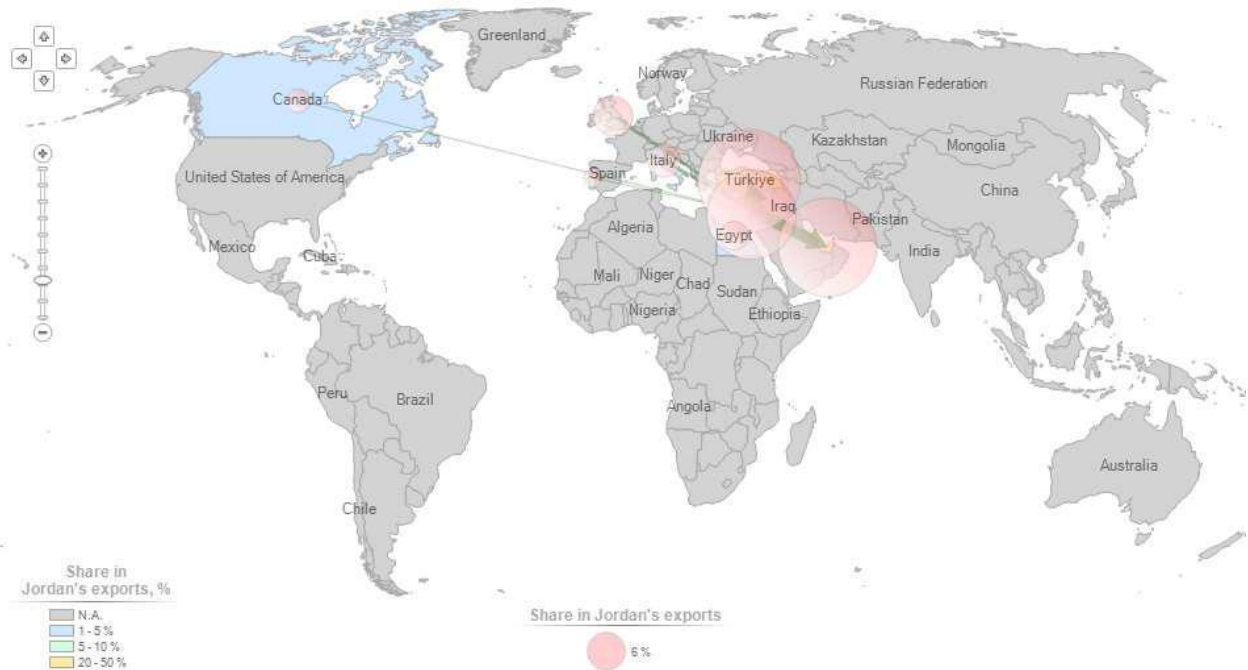 Greenland
Norway
Russian Federation
Canada
Ukraine
Kazakhstan
Mongolia
Italy
Spain
Türkiye
United States of America
China
Iraq
Pakistan
Mexico
Algeria
Egypt
India
Cuba
Mali
Niger
Chad
Sudan
Nigeria
Ethiopia
Peru
Brazil
Angola
Australia
Chile
Share in
Jordan's exports, %
N.A.
1 - 5 %
5 - 10 %
20 - 50 %
Share in Jordan's exports
6 %